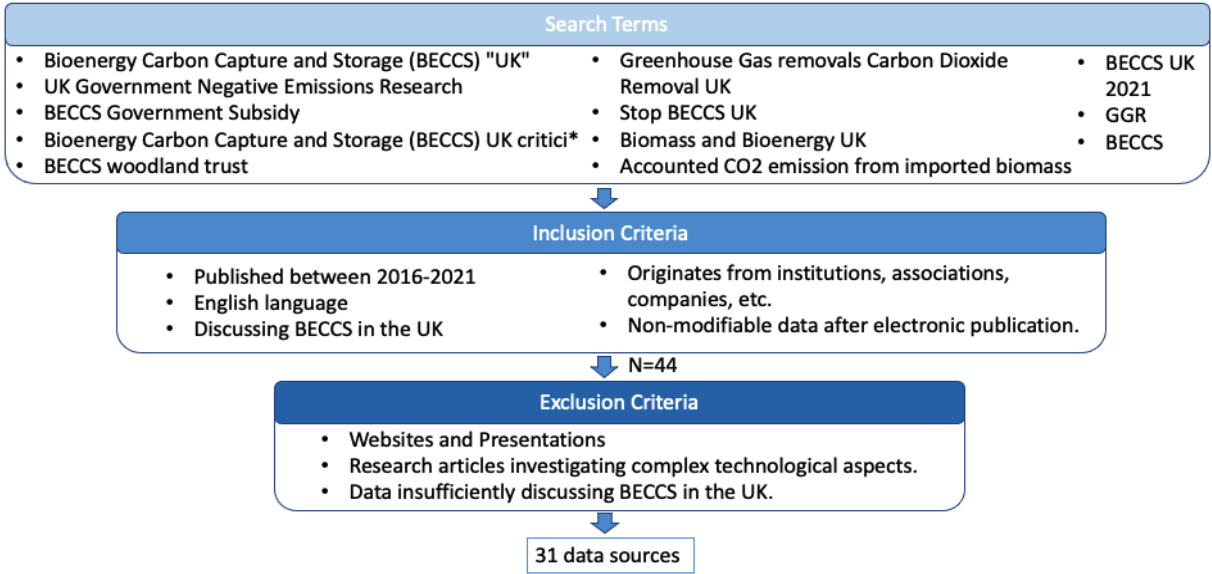 Search Terms
• Bioenergy Carbon Capture and Storage (BECCS) "UK"
• UK Government Negative Emissions Research
• BECCS Government Subsidy
• Bioenergy Carbon Capture and Storage (BECCS) UK critici*
• BECCS woodland trust
• Greenhouse Gas removals Carbon Dioxide
Removal UK
• Stop BECCS UK
• Biomass and Bioenergy UK
• Accounted CO2 emission from imported biomass
• BECCS UK
2021
• GGR
• BECCS
Inclusion Criteria
• Published between 2016-2021
• English language
• Discussing BECCS in the UK
• Originates from institutions, associations,
companies, etc.
• Non-modifiable data after electronic publication.
N=44
Exclusion Criteria
• Websites and Presentations
• Research articles investigating complex technological aspects.
• Data insufficiently discussing BECCS in the UK.
31 data sources